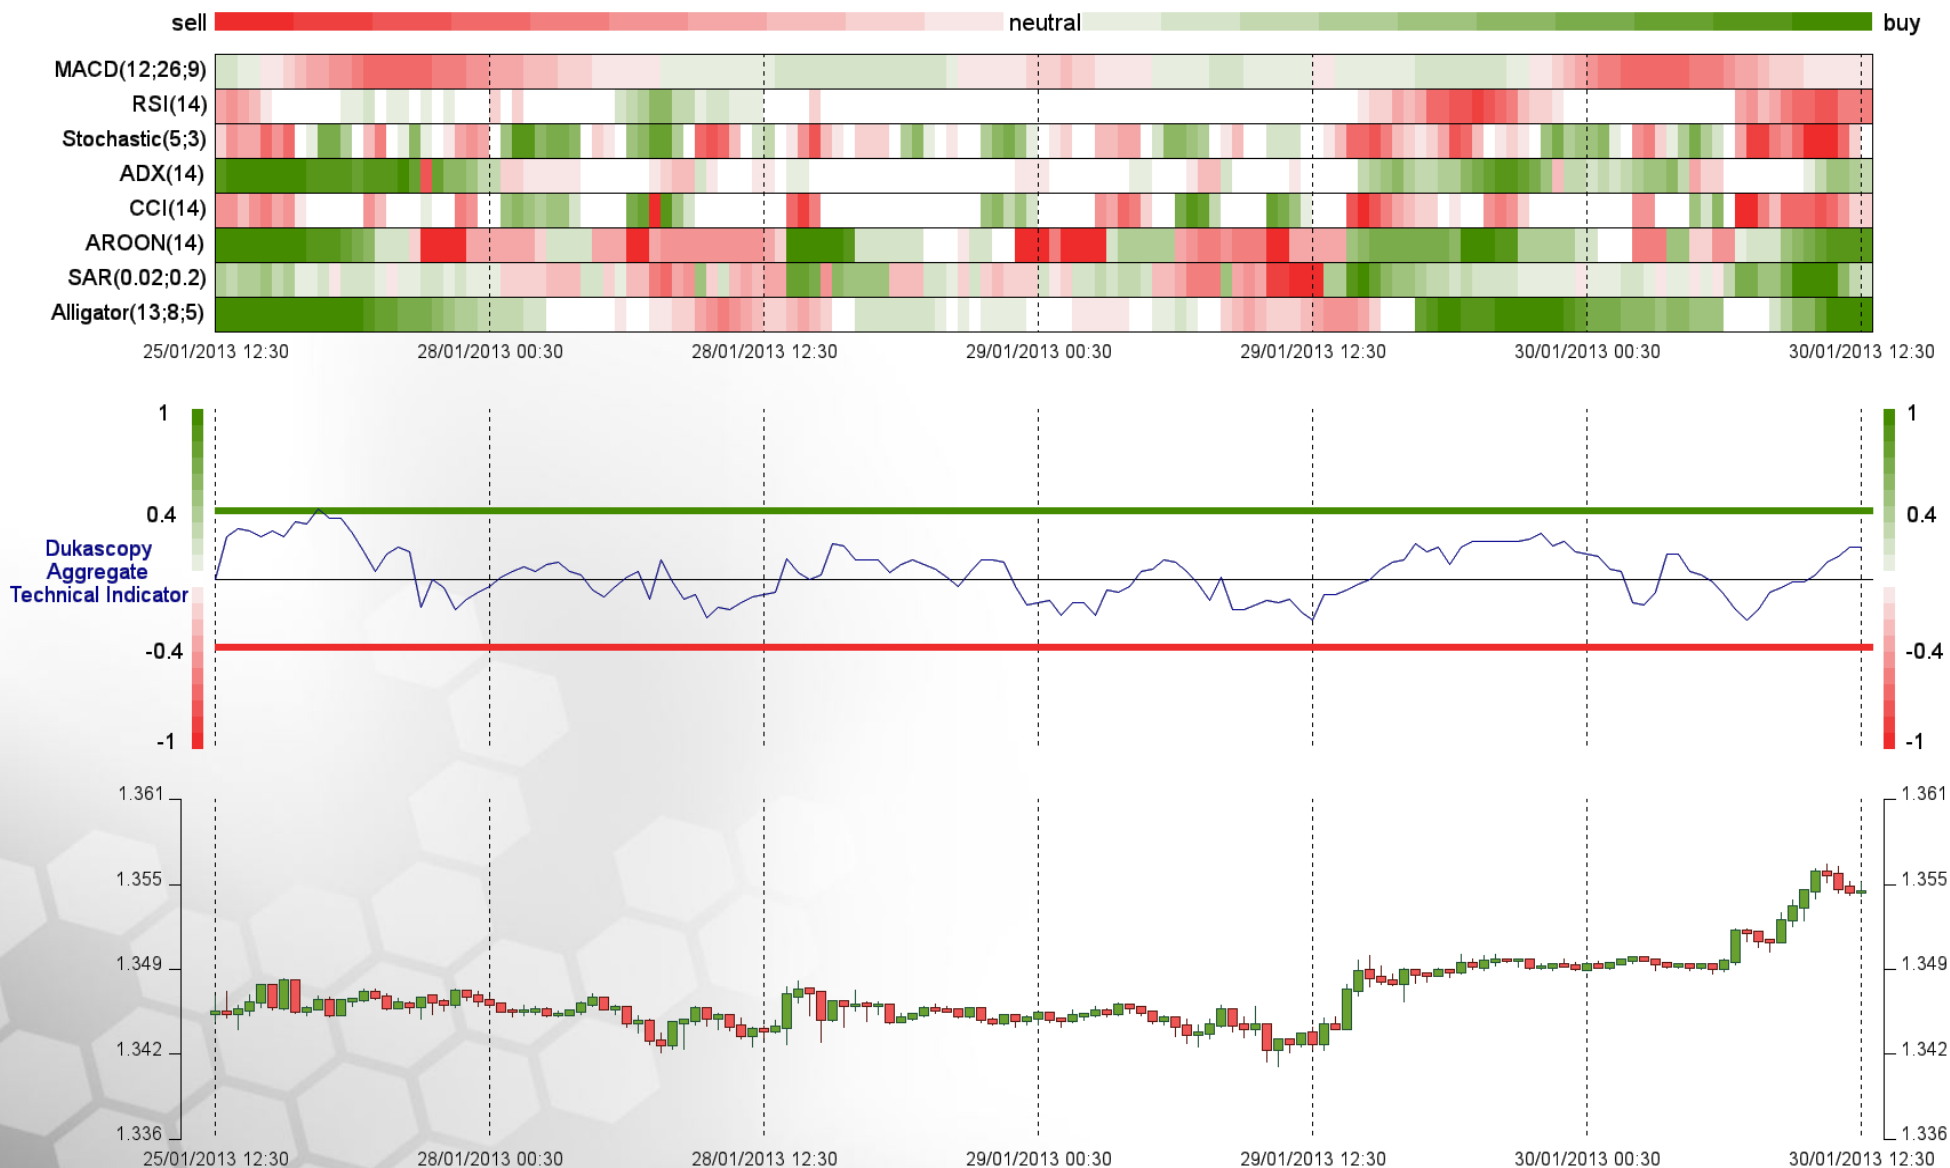 sell neutral buy
MACD(12;26;9)
RSI(14)
Stochastic(5;3)
ADX(14)
CCI(14)
AROON(14)
SAR(0.02;0.2)
Alligator(13;8;5)
25/01/2013 12:30 28/01/2013 00:30 28/01/2013 12:30 29/01/2013 00:30 29/01/2013 12:30 30/01/2013 00:30 30/01/2013 12:30
1 1
0.4 0.4
Dukascopy
Aggregate
Technical Indicator
-0.4 -0.4
-1 -1
1.361 1.361
1.355 1.355
1.349 1.349
1.342 1.342
1.336 1.336
25/01/2013 12:30 28/01/2013 00:30 28/01/2013 12:30 29/01/2013 00:30 29/01/2013 12:30 30/01/2013 00:30 30/01/2013 12:30